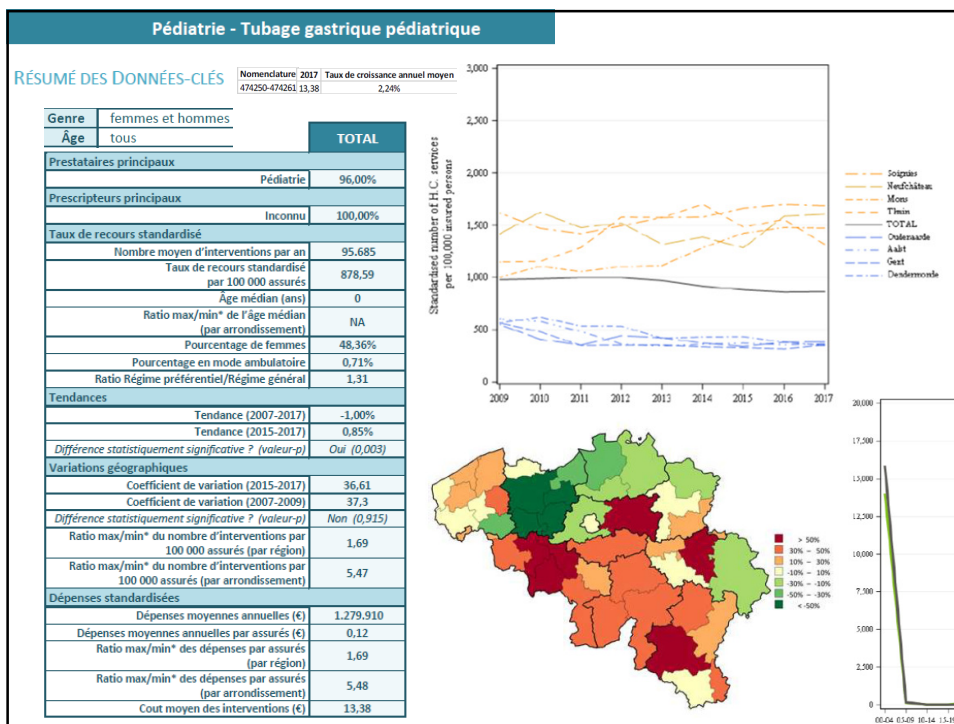 Pédiatrie - Tubage gastrique pédiatrique
RÉSUMÉ DES DONNÉES-CLÉS
Nomenclature 2017 Taux de croissance annuel moyen
474250-474261 13,38 2,24%
Genre femmes et hommes
Âge tous
TOTAL
Prestataires principaux
Pédiatrie 96,00%
Prescripteurs principaux
Inconnu 100,00%
Taux de recours standardisé
Nombre moyen d'interventions par an 95.685
Taux de recours standardisé
par 100 000 assurés 878,59
Âge médian (ans) 0
Ratio max/min* de l'âge médian
(par arrondissement) NA
Pourcentage de femmes 48,36%
Pourcentage en mode ambulatoire 0,71%
Ratio Régime préférentiel/Régime général 1,31
Tendances
Tendance (2007-2017) -1,00%
Tendance (2015-2017) 0,85%
Différence statistiquement significative ? (valeur-p) Oui (0,003)
Variations géographiques
Coefficient de variation (2015-2017) 36,61
Coefficient de variation (2007-2009) 37,3
Différence statistiquement significative ? (valeur-p) Non (0,915)
Ratio max/min* du nombre d'interventions par
100 000 assurés (par région) 1,69
Ratio max/min* du nombre d'interventions par
100 000 assurés (par arrondissement) 5,47
Dépenses standardisées
Dépenses moyennes annuelles (€) 1.279.910
Dépenses moyennes annuelles par assurés (€) 0,12
Ratio max/min* des dépenses par assurés
(par région) 1,69
Ratio max/min* des dépenses par assurés
(par arrondissement) 5,48
Cout moyen des interventions (€) 13,38
Standardised number of H.C. services
per 100,000 insured persons
3,000
2,500
2,000
1,500
1,000
500
0
2009 2010 2011 2012 2013 2014 2015 2016 2017
Soignies
Neufchâteau
Mons
Thuin
TOTAL
Oudenaarde
Aalst
Gent
Dendermonde
> 50%
30% – 50%
10% – 30%
-10% – 10%
-30% – -10%
-50% – -30%
< -50%
20,000
17,500
15,000
12,500
10,000
7,500
5,000
2,500
0
00-04 05-09 10-14 15-19